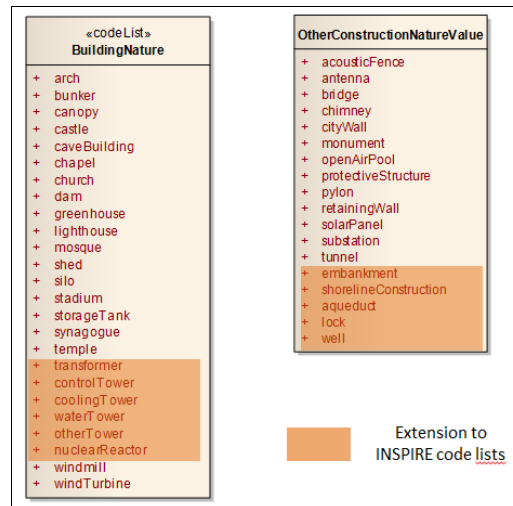 «codeList»
BuildingNature
+ arch
+ bunker
+ canopy
+ castle
+ caveBuilding
+ chapel
+ church
+ dam
+ greenhouse
+ lighthouse
+ mosque
+ shed
+ silo
+ stadium
+ storageTank
+ synagogue
+ temple
+ transformer
+ controlTower
+ coolingTower
+ waterTower
+ otherTower
+ nuclearReactor
+ windmill
+ windTurbine
OtherConstructionNatureValue
+ acousticFence
+ antenna
+ bridge
+ chimney
+ cityWall
+ monument
+ openAirPool
+ protectiveStructure
+ pylon
+ retainingWall
+ solarPanel
+ substation
+ tunnel
+ embankment
+ shorelineConstruction
+ aqueduct
+ lock
+ well
Extension to
INSPIRE code lists